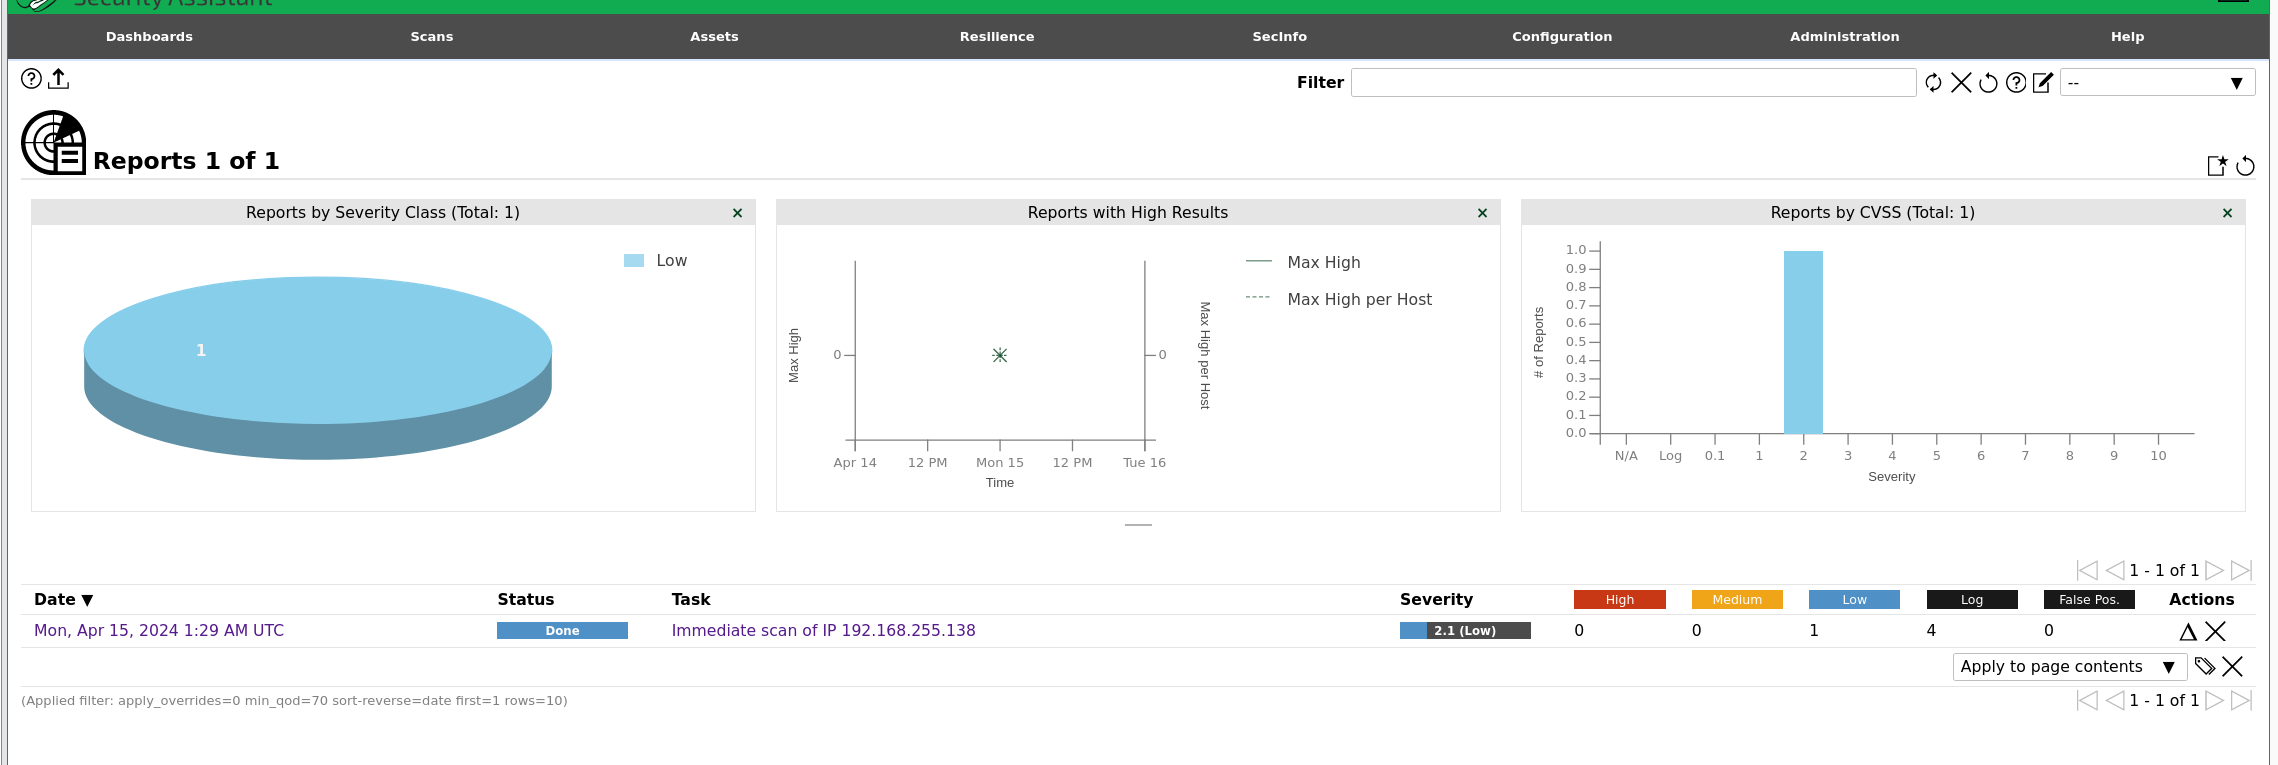 Security Assistant
Dashboards Scans Assets Resilience SecInfo Configuration Administration Help
Filter --
Reports 1 of 1
Reports by Severity Class (Total: 1) ×
Low
1
Reports with High Results ×
Max High
Max High per Host
Max High
0
0
Max High per Host
Apr 14 12 PM Mon 15 12 PM Tue 16
Time
Reports by CVSS (Total: 1) ×
# of Reports
1.0
0.9
0.8
0.7
0.6
0.5
0.4
0.3
0.2
0.1
0.0
N/A Log 0.1 1 2 3 4 5 6 7 8 9 10
Severity
1 - 1 of 1
Date ▼ Status Task Severity High Medium Low Log False Pos. Actions
Mon, Apr 15, 2024 1:29 AM UTC Done Immediate scan of IP 192.168.255.138 2.1 (Low) 0 0 1 4 0
Apply to page contents ▼
(Applied filter: apply_overrides=0 min_qod=70 sort-reverse=date first=1 rows=10) 1 - 1 of 1